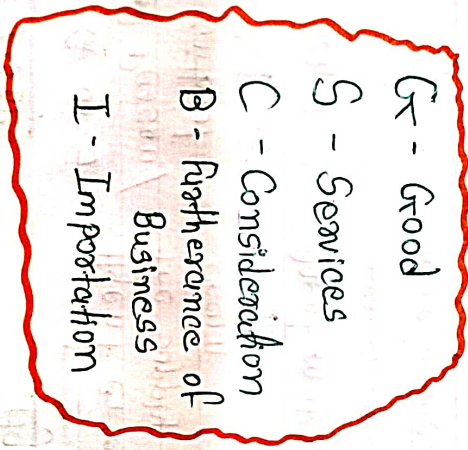 G - Good
S - Services
C - Consideration
B - furtherance of
Business
I - Importation